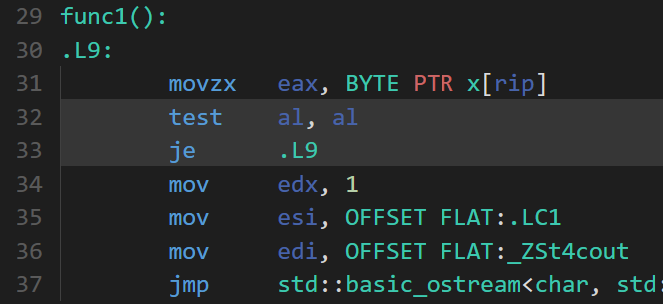 29 func1():
30 .L9:
31 movzx eax, BYTE PTR x[rip]
32 test al, al
33 je .L9
34 mov edx, 1
35 mov esi, OFFSET FLAT:.LC1
36 mov edi, OFFSET FLAT:_ZSt4cout
37 jmp std::basic_ostream<char, std: